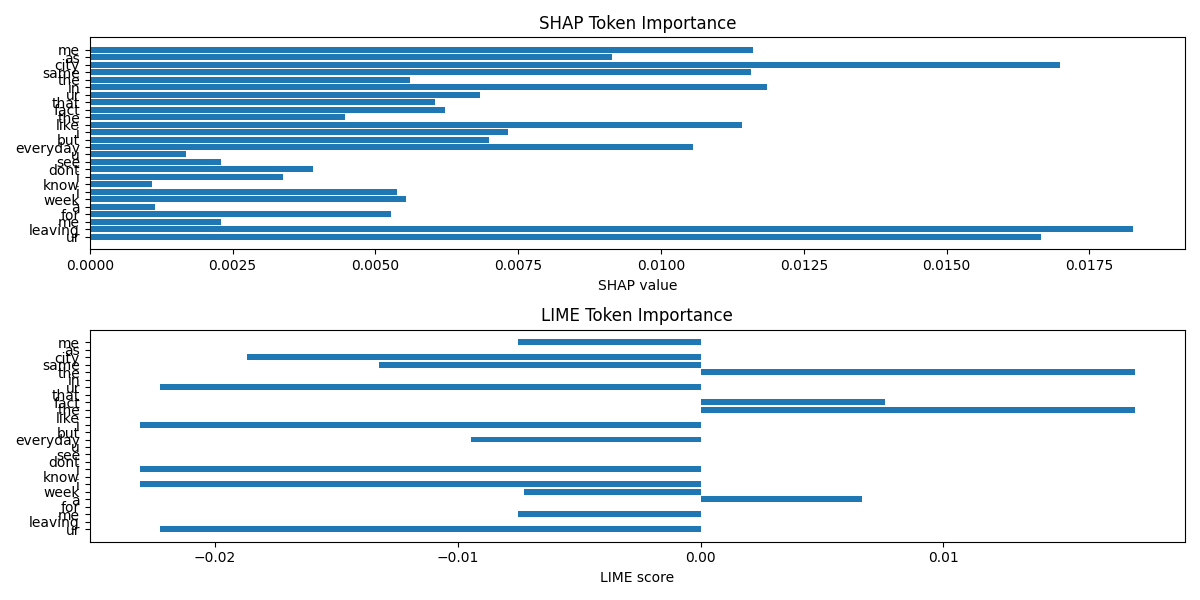 SHAP Token Importance
me
as
city
same
the
in
ur
that
fact
the
like
i
but
everyday
u
see
dont
i
know
i
week
a
for
me
leaving
ur
0.0000 0.0025 0.0050 0.0075 0.0100 0.0125 0.0150 0.0175
SHAP value
LIME Token Importance
me
as
city
same
the
in
ur
that
fact
the
like
i
but
everyday
u
see
dont
i
know
i
week
a
for
me
leaving
ur
−0.02 −0.01 0.00 0.01
LIME score